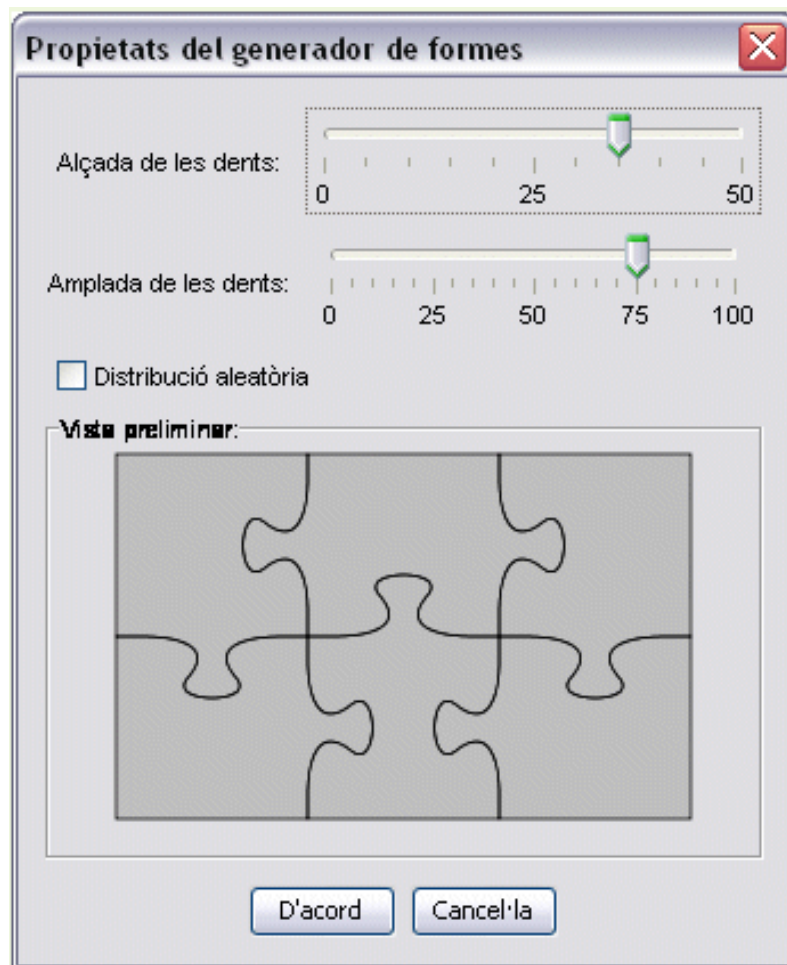 Propietats del generador de formes
Alçada de les dents:
0 25 50
Amplada de les dents:
0 25 50 75 100
Distribució aleatòria
Vista preliminar:
D'acord Cancel·la